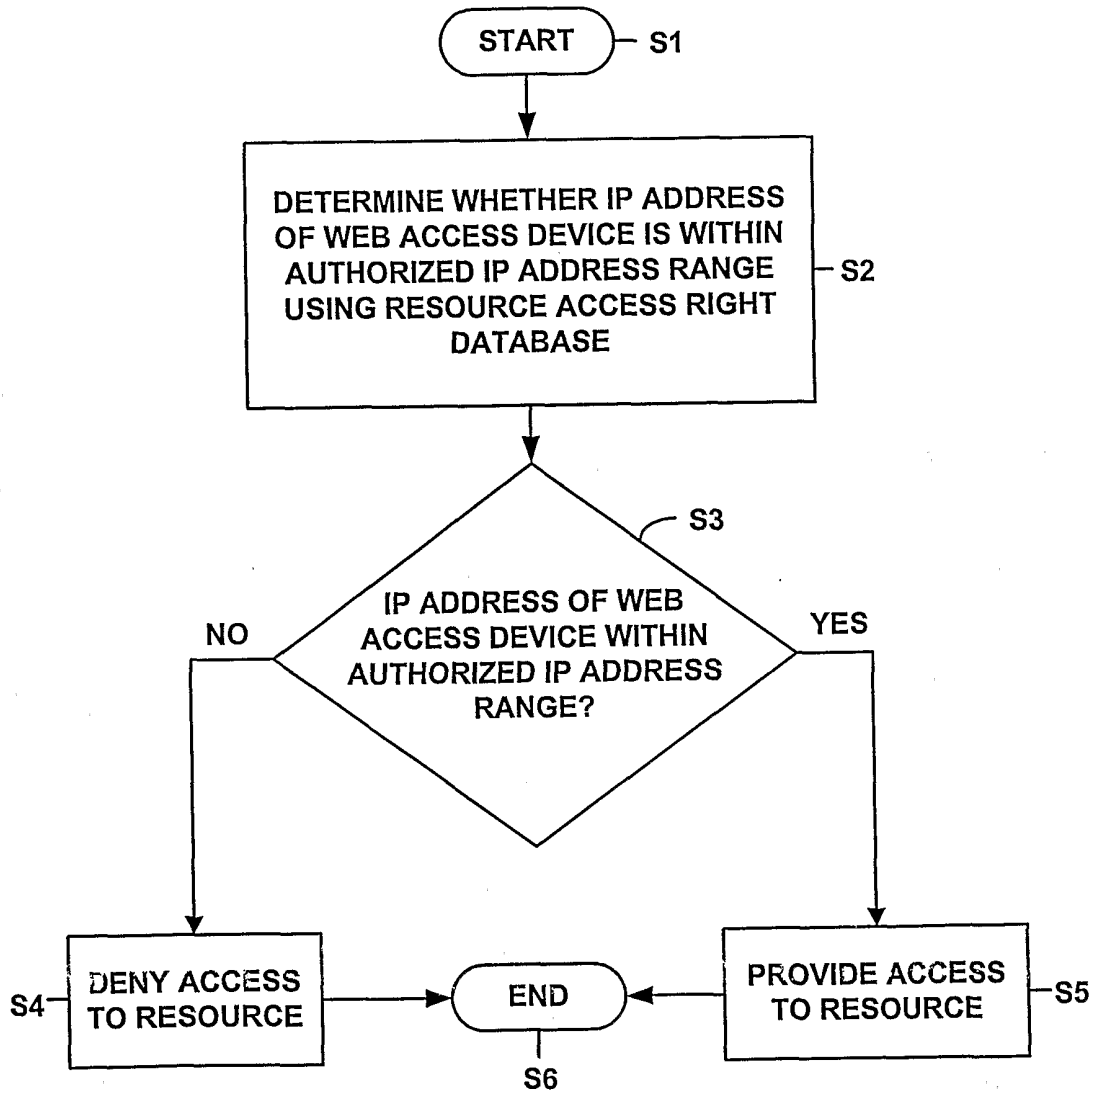 START
S1
DETERMINE WHETHER IP ADDRESS
OF WEB ACCESS DEVICE IS WITHIN
AUTHORIZED IP ADDRESS RANGE
USING RESOURCE ACCESS RIGHT
DATABASE
S2
S3
IP ADDRESS OF WEB
ACCESS DEVICE WITHIN
AUTHORIZED IP ADDRESS
RANGE?
NO
YES
DENY ACCESS
TO RESOURCE
S4
END
S6
PROVIDE ACCESS
TO RESOURCE
S5